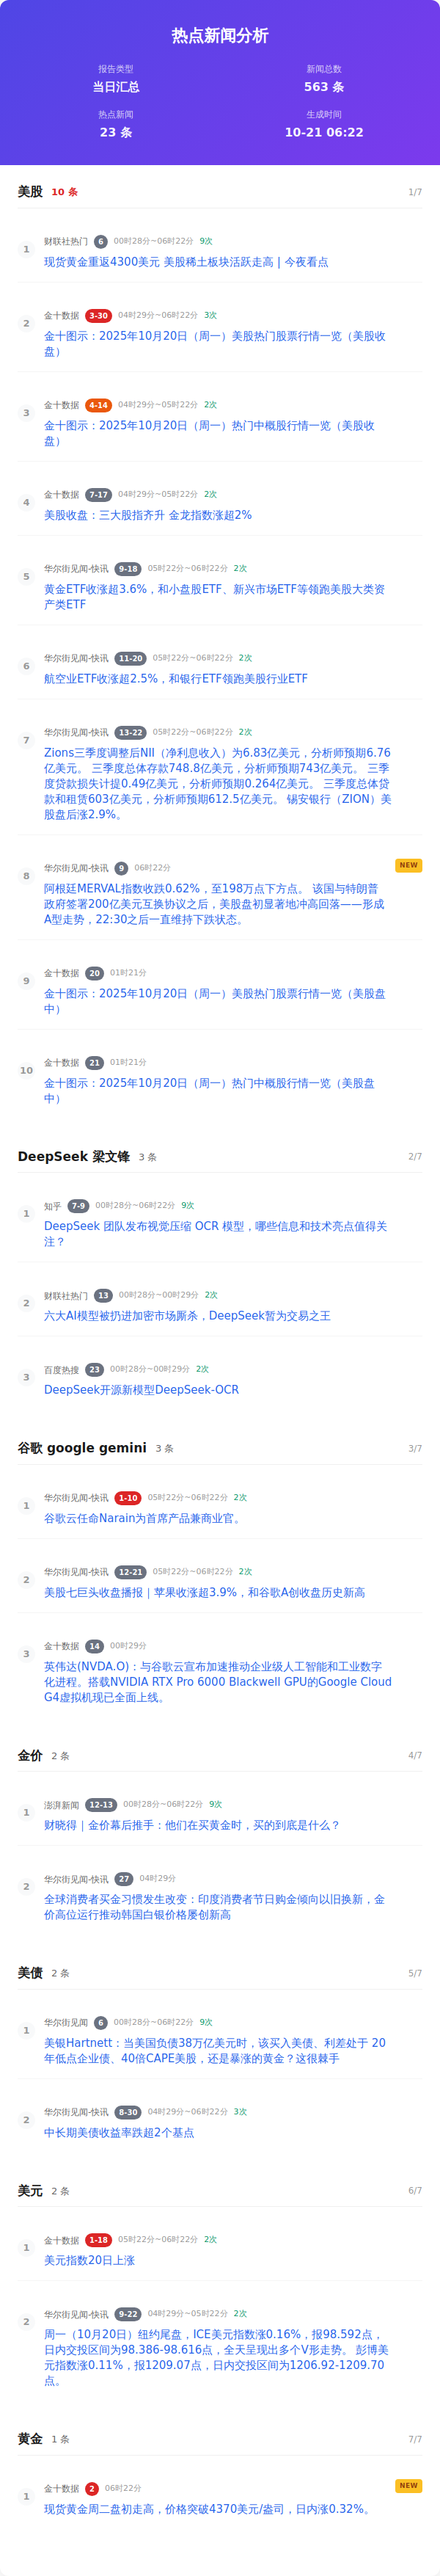 热点新闻分析
报告类型
当日汇总
新闻总数
563 条
热点新闻
23 条
生成时间
10-21 06:22
美股 10 条 1/7
1
财联社热门 6 00时28分~06时22分 9次
现货黄金重返4300美元 美股稀土板块活跃走高 | 今夜看点
2
金十数据 3-30 04时29分~06时22分 3次
金十图示：2025年10月20日（周一）美股热门股票行情一览（美股收
盘）
3
金十数据 4-14 04时29分~05时22分 2次
金十图示：2025年10月20日（周一）热门中概股行情一览（美股收
盘）
4
金十数据 7-17 04时29分~05时22分 2次
美股收盘：三大股指齐升 金龙指数涨超2%
5
华尔街见闻-快讯 9-18 05时22分~06时22分 2次
黄金ETF收涨超3.6%，和小盘股ETF、新兴市场ETF等领跑美股大类资
产类ETF
6
华尔街见闻-快讯 11-20 05时22分~06时22分 2次
航空业ETF收涨超2.5%，和银行ETF领跑美股行业ETF
7
华尔街见闻-快讯 13-22 05时22分~06时22分 2次
Zions三季度调整后NII（净利息收入）为6.83亿美元，分析师预期6.76
亿美元。 三季度总体存款748.8亿美元，分析师预期743亿美元。 三季
度贷款损失计提0.49亿美元，分析师预期0.264亿美元。 三季度总体贷
款和租赁603亿美元，分析师预期612.5亿美元。 锡安银行（ZION）美
股盘后涨2.9%。
8
华尔街见闻-快讯 9 06时22分
NEW
阿根廷MERVAL指数收跌0.62%，至198万点下方点。 该国与特朗普
政府签署200亿美元互换协议之后，美股盘初显著地冲高回落——形成
A型走势，22:30之后一直维持下跌状态。
9
金十数据 20 01时21分
金十图示：2025年10月20日（周一）美股热门股票行情一览（美股盘
中）
10
金十数据 21 01时21分
金十图示：2025年10月20日（周一）热门中概股行情一览（美股盘
中）
DeepSeek 梁文锋 3 条 2/7
1
知乎 7-9 00时28分~06时22分 9次
DeepSeek 团队发布视觉压缩 OCR 模型，哪些信息和技术亮点值得关
注？
2
财联社热门 13 00时28分~00时29分 2次
六大AI模型被扔进加密市场厮杀，DeepSeek暂为交易之王
3
百度热搜 23 00时28分~00时29分 2次
DeepSeek开源新模型DeepSeek-OCR
谷歌 google gemini 3 条 3/7
1
华尔街见闻-快讯 1-10 05时22分~06时22分 2次
谷歌云任命Narain为首席产品兼商业官。
2
华尔街见闻-快讯 12-21 05时22分~06时22分 2次
美股七巨头收盘播报｜苹果收涨超3.9%，和谷歌A创收盘历史新高
3
金十数据 14 00时29分
英伟达(NVDA.O)：与谷歌云宣布加速推动企业级人工智能和工业数字
化进程。搭载NVIDIA RTX Pro 6000 Blackwell GPU的Google Cloud
G4虚拟机现已全面上线。
金价 2 条 4/7
1
澎湃新闻 12-13 00时28分~06时22分 9次
财晓得｜金价幕后推手：他们在买黄金时，买的到底是什么？
2
华尔街见闻-快讯 27 04时29分
全球消费者买金习惯发生改变：印度消费者节日购金倾向以旧换新，金
价高位运行推动韩国白银价格屡创新高
美债 2 条 5/7
1
华尔街见闻 6 00时28分~06时22分 9次
美银Hartnett：当美国负债38万亿美元时，该买入美债、利差处于 20
年低点企业债、40倍CAPE美股，还是暴涨的黄金？这很棘手
2
华尔街见闻-快讯 8-30 04时29分~06时22分 3次
中长期美债收益率跌超2个基点
美元 2 条 6/7
1
金十数据 1-18 05时22分~06时22分 2次
美元指数20日上涨
2
华尔街见闻-快讯 9-22 04时29分~05时22分 2次
周一（10月20日）纽约尾盘，ICE美元指数涨0.16%，报98.592点，
日内交投区间为98.386-98.616点，全天呈现出多个V形走势。 彭博美
元指数涨0.11%，报1209.07点，日内交投区间为1206.92-1209.70
点。
黄金 1 条 7/7
1
金十数据 2 06时22分
NEW
现货黄金周二盘初走高，价格突破4370美元/盎司，日内涨0.32%。